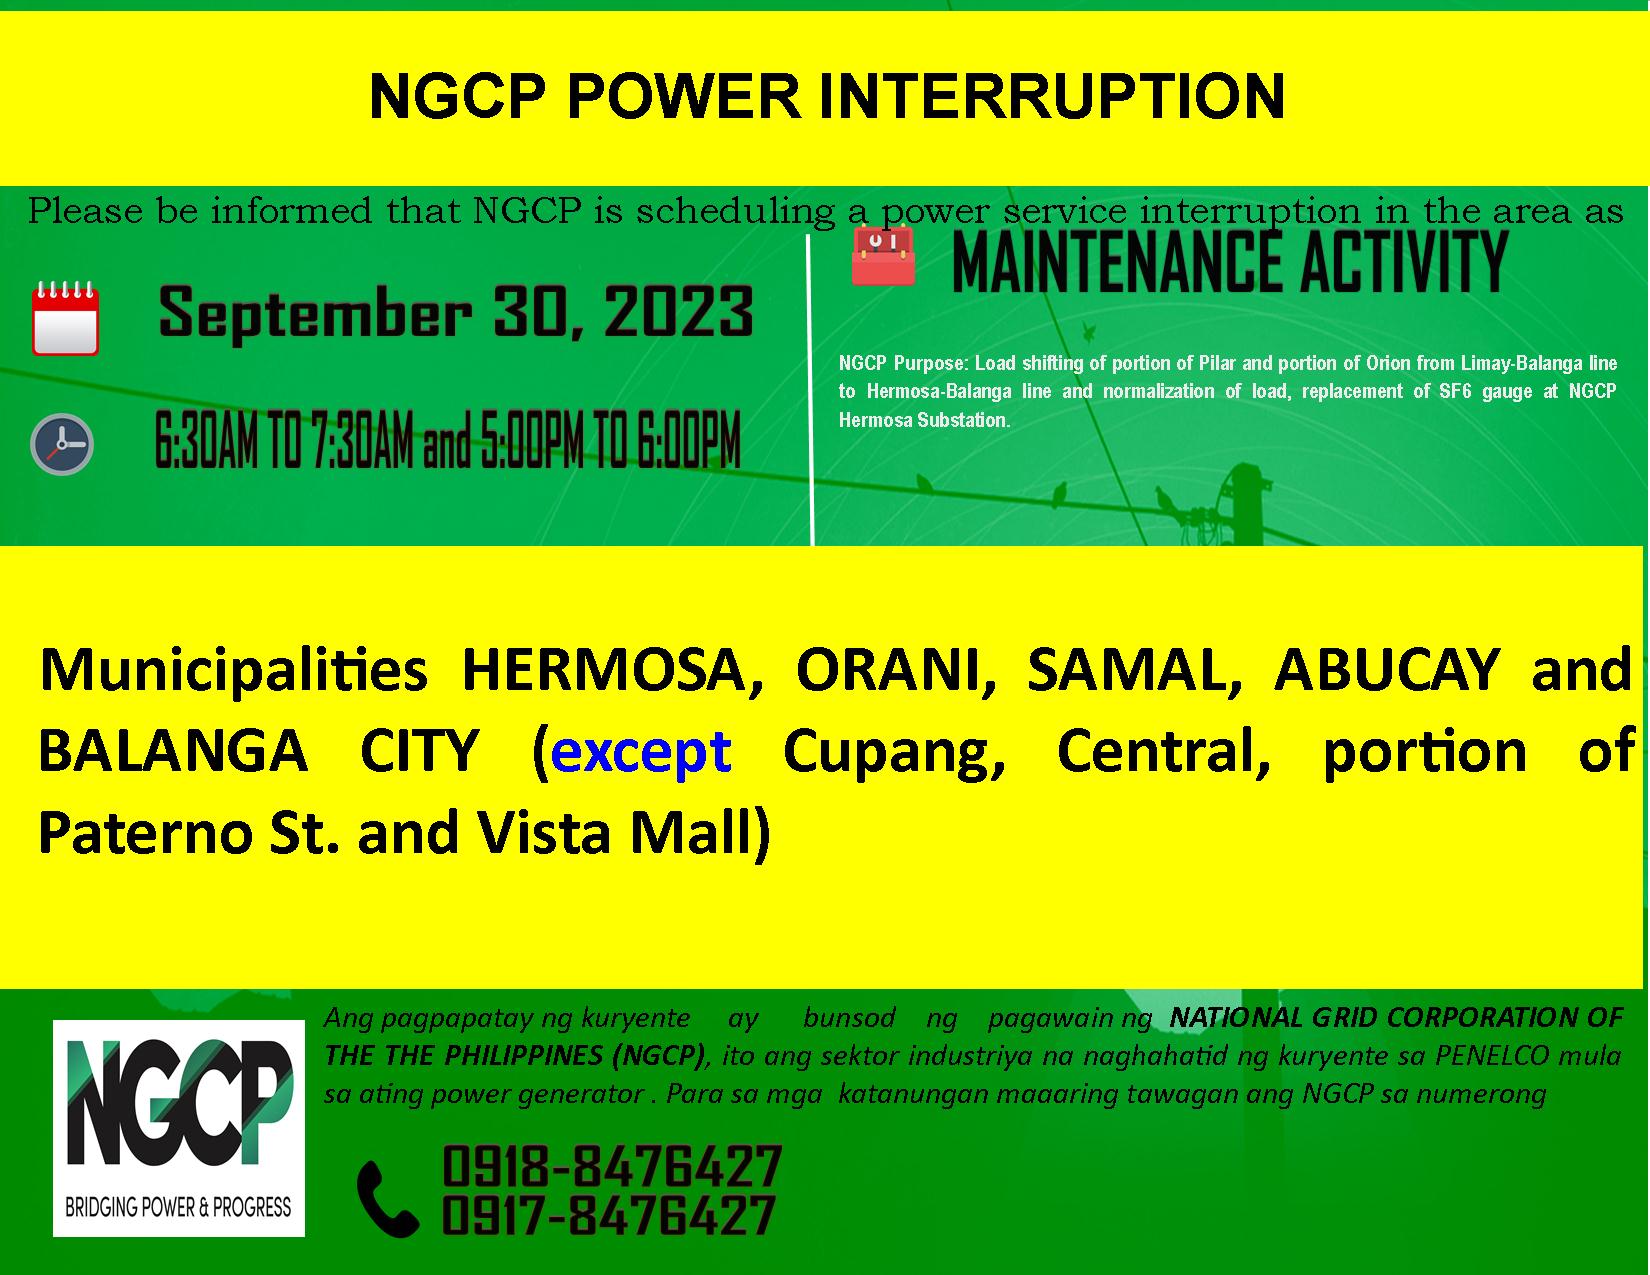 NGCP POWER INTERRUPTION
Please be informed that NGCP is scheduling a power service interruption in the area as
September 30, 2023
6:30AM TO 7:30AM and 5:00PM TO 6:00PM
MAINTENANCE ACTIVITY
NGCP Purpose: Load shifting of portion of Pilar and portion of Orion from Limay-Balanga line
to Hermosa-Balanga line and normalization of load, replacement of SF6 gauge at NGCP
Hermosa Substation.
Municipalities HERMOSA, ORANI, SAMAL, ABUCAY and
BALANGA CITY (except Cupang, Central, portion of
Paterno St. and Vista Mall)
Ang pagpapatay ng kuryente ay bunsod ng pagawain ng NATIONAL GRID CORPORATION OF
THE THE PHILIPPINES (NGCP), ito ang sektor industriya na naghahatid ng kuryente sa PENELCO mula
sa ating power generator . Para sa mga katanungan maaaring tawagan ang NGCP sa numerong
NGCP
BRIDGING POWER & PROGRESS
0918-8476427
0917-8476427